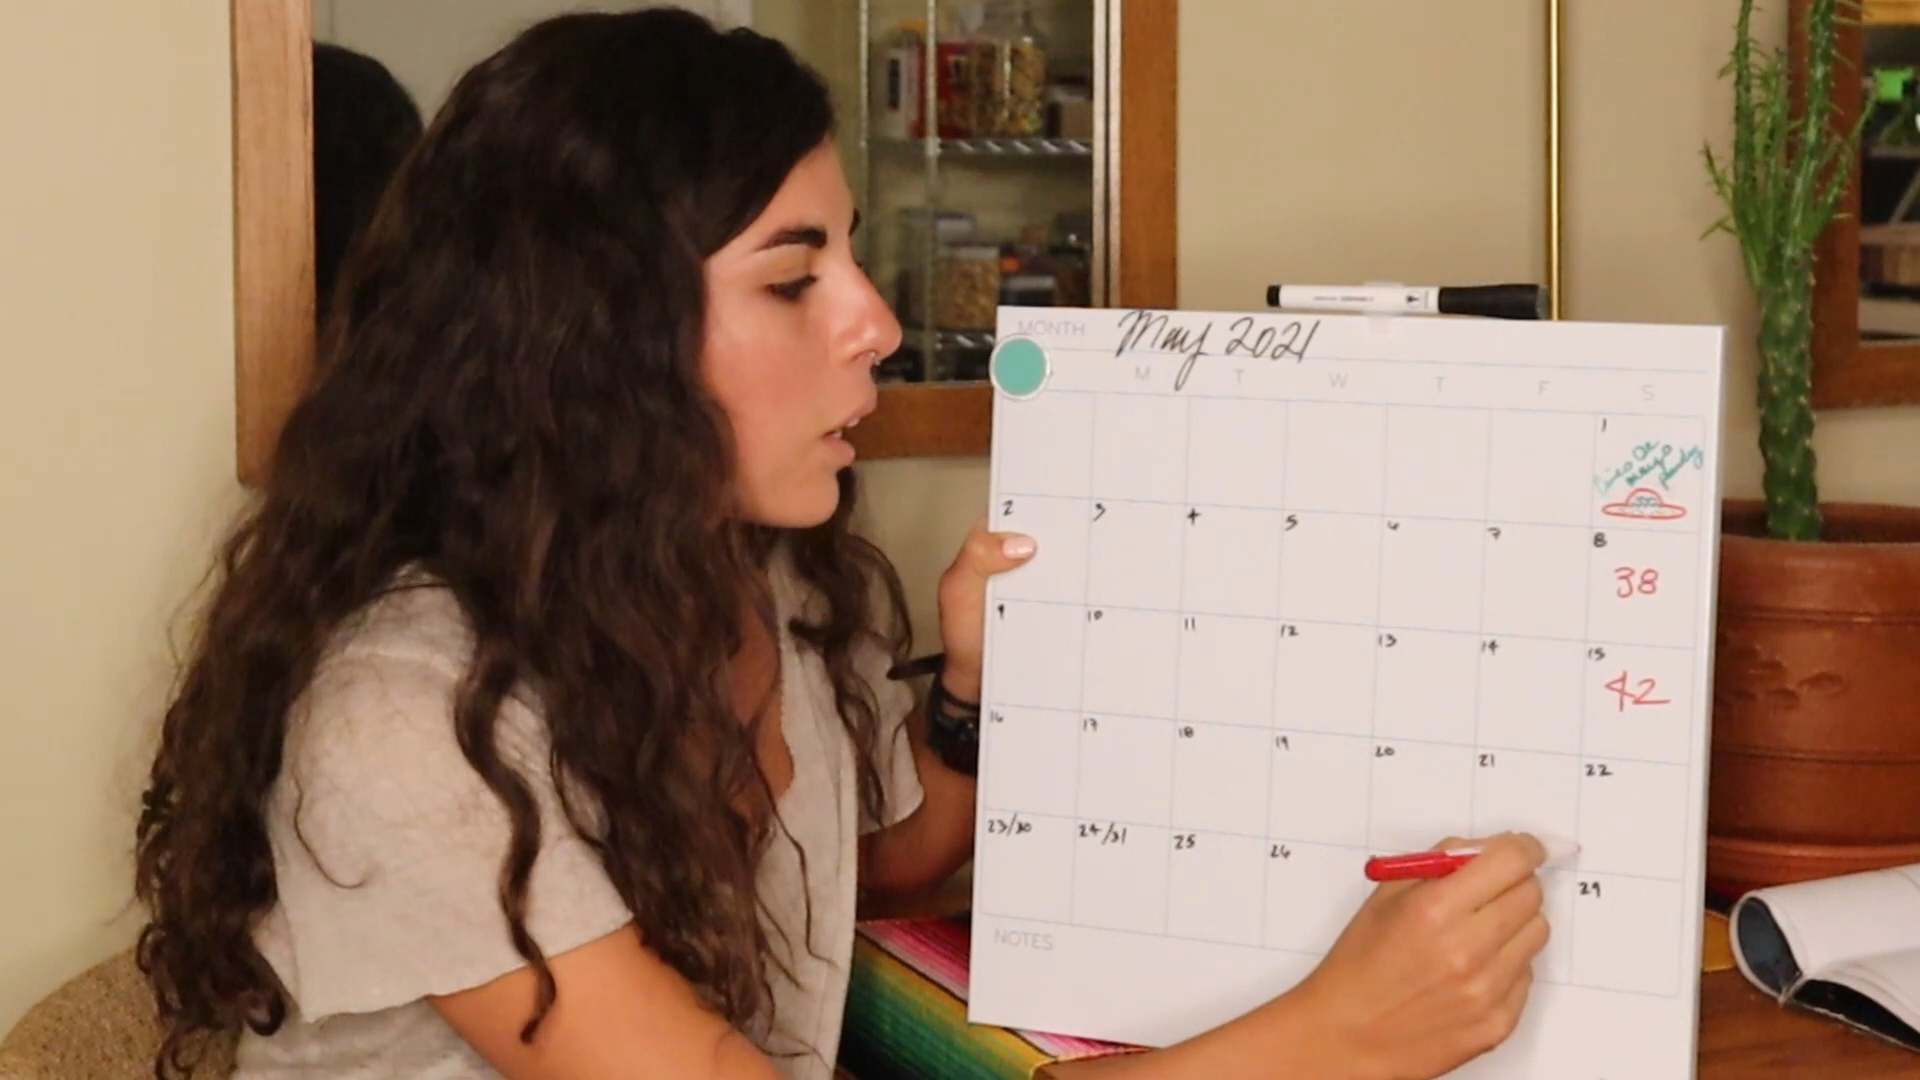 MONTH May 2021
M T W T F S
1
Cinco De
Mayo
Party
2 3 4 5 6 7 8
38
9 10 11 12 13 14 15
42
16 17 18 19 20 21 22
23/30 24/31 25 26 29
NOTES